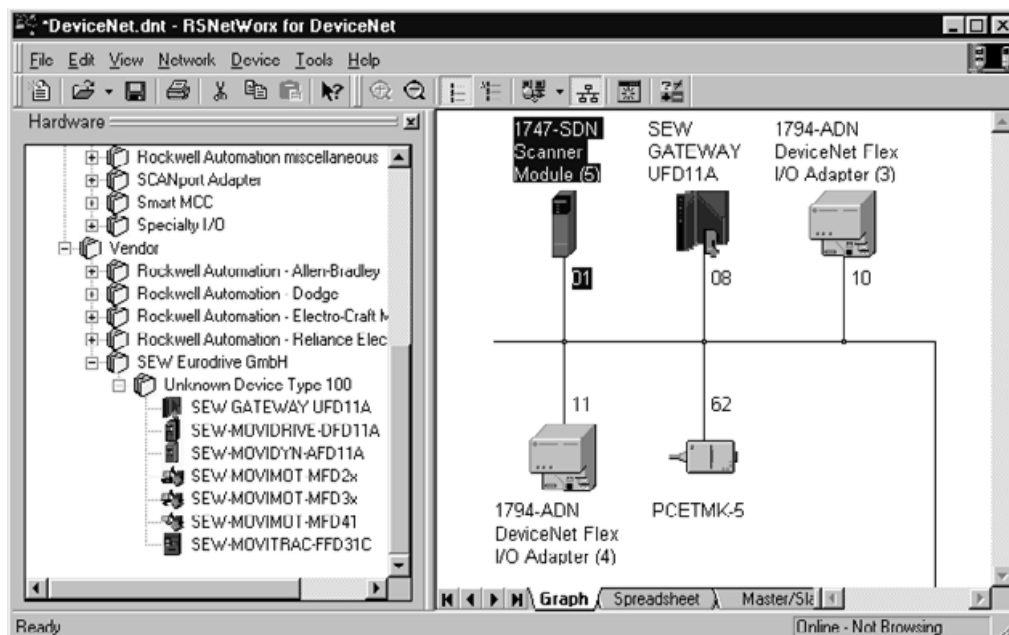 *DeviceNet.dnt - RSNetWorx for DeviceNet
File Edit View Network Device Tools Help
Hardware
Rockwell Automation miscellaneous
SCANport Adapter
Smart MCC
Specialty I/O
Vendor
Rockwell Automation - Allen-Bradley
Rockwell Automation - Dodge
Rockwell Automation - Electro-Craft M
Rockwell Automation - Reliance Elec
SEW Eurodrive GmbH
Unknown Device Type 100
SEW GATEWAY UFD11A
SEW-MOVIDRIVE-DFD11A
SEW-MOVIDYN-AFD11A
SEW MOVIMOT-MFD2x
SEW-MOVIMOT-MFD3x
SEW-MOVIMOT-MFD41
SEW-MOVITRAC-FFD31C
1747-SDN
Scanner
Module (5)
01
SEW
GATEWAY
UFD11A
08
1794-ADN
DeviceNet Flex
I/O Adapter (3)
10
11
1794-ADN
DeviceNet Flex
I/O Adapter (4)
62
PCETMK-5
Graph Spreadsheet Master/Sla
Ready Online - Not Browsing